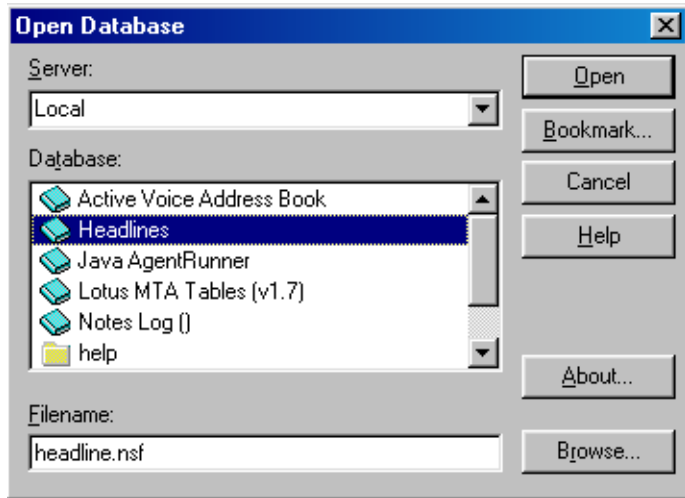 Open Database
Server:
Local
Database:
Active Voice Address Book
Headlines
Java AgentRunner
Lotus MTA Tables (v1.7)
Notes Log ()
help
Filename:
headline.nsf
Open
Bookmark...
Cancel
Help
About...
Browse...